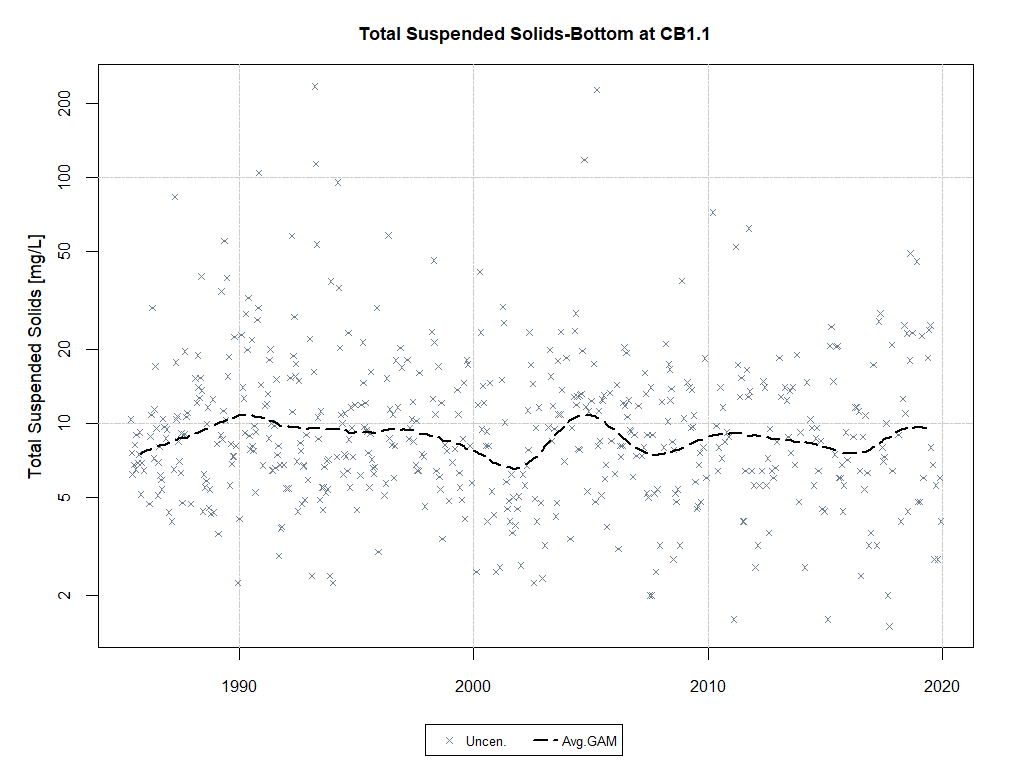 Total Suspended Solids-Bottom at CB1.1
Total Suspended Solids [mg/L]
200
100
50
20
10
5
2
1990 2000 2010 2020
Uncen. Avg.GAM